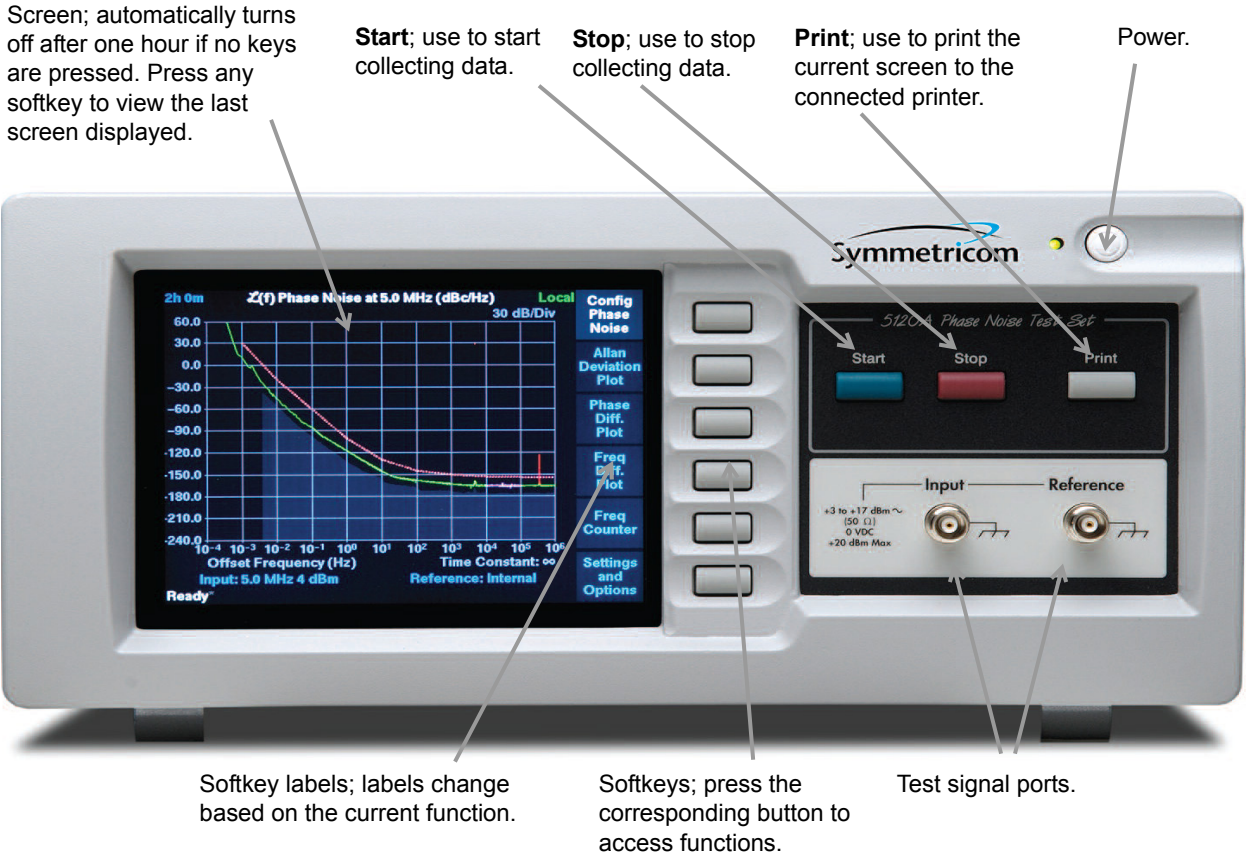 Screen; automatically turns
off after one hour if no keys
are pressed. Press any
softkey to view the last
screen displayed.
Start; use to start
collecting data.
Stop; use to stop
collecting data.
Print; use to print the
current screen to the
connected printer.
Power.
Symmetricom
2h 0m
ℒ(f) Phase Noise at 5.0 MHz (dBc/Hz)
Local
30 dB/Div
60.0
30.0
0.0
-30.0
-60.0
-90.0
-120.0
-150.0
-180.0
-210.0
-240.0
10⁻⁴ 10⁻³ 10⁻² 10⁻¹ 10⁰ 10¹ 10² 10³ 10⁴ 10⁵ 10⁶
Offset Frequency (Hz)
Time Constant: ∞
Input: 5.0 MHz 4 dBm
Reference: Internal
Ready
Config
Phase
Noise
Allan
Deviation
Plot
Phase
Diff.
Plot
Freq
Diff.
Plot
Freq
Counter
Settings
and
Options
5120A Phase Noise Test Set
Start
Stop
Print
Input
Reference
+3 to +17 dBm ~
(50 Ω)
0 VDC
+20 dBm Max
Softkey labels; labels change
based on the current function.
Softkeys; press the
corresponding button to
access functions.
Test signal ports.